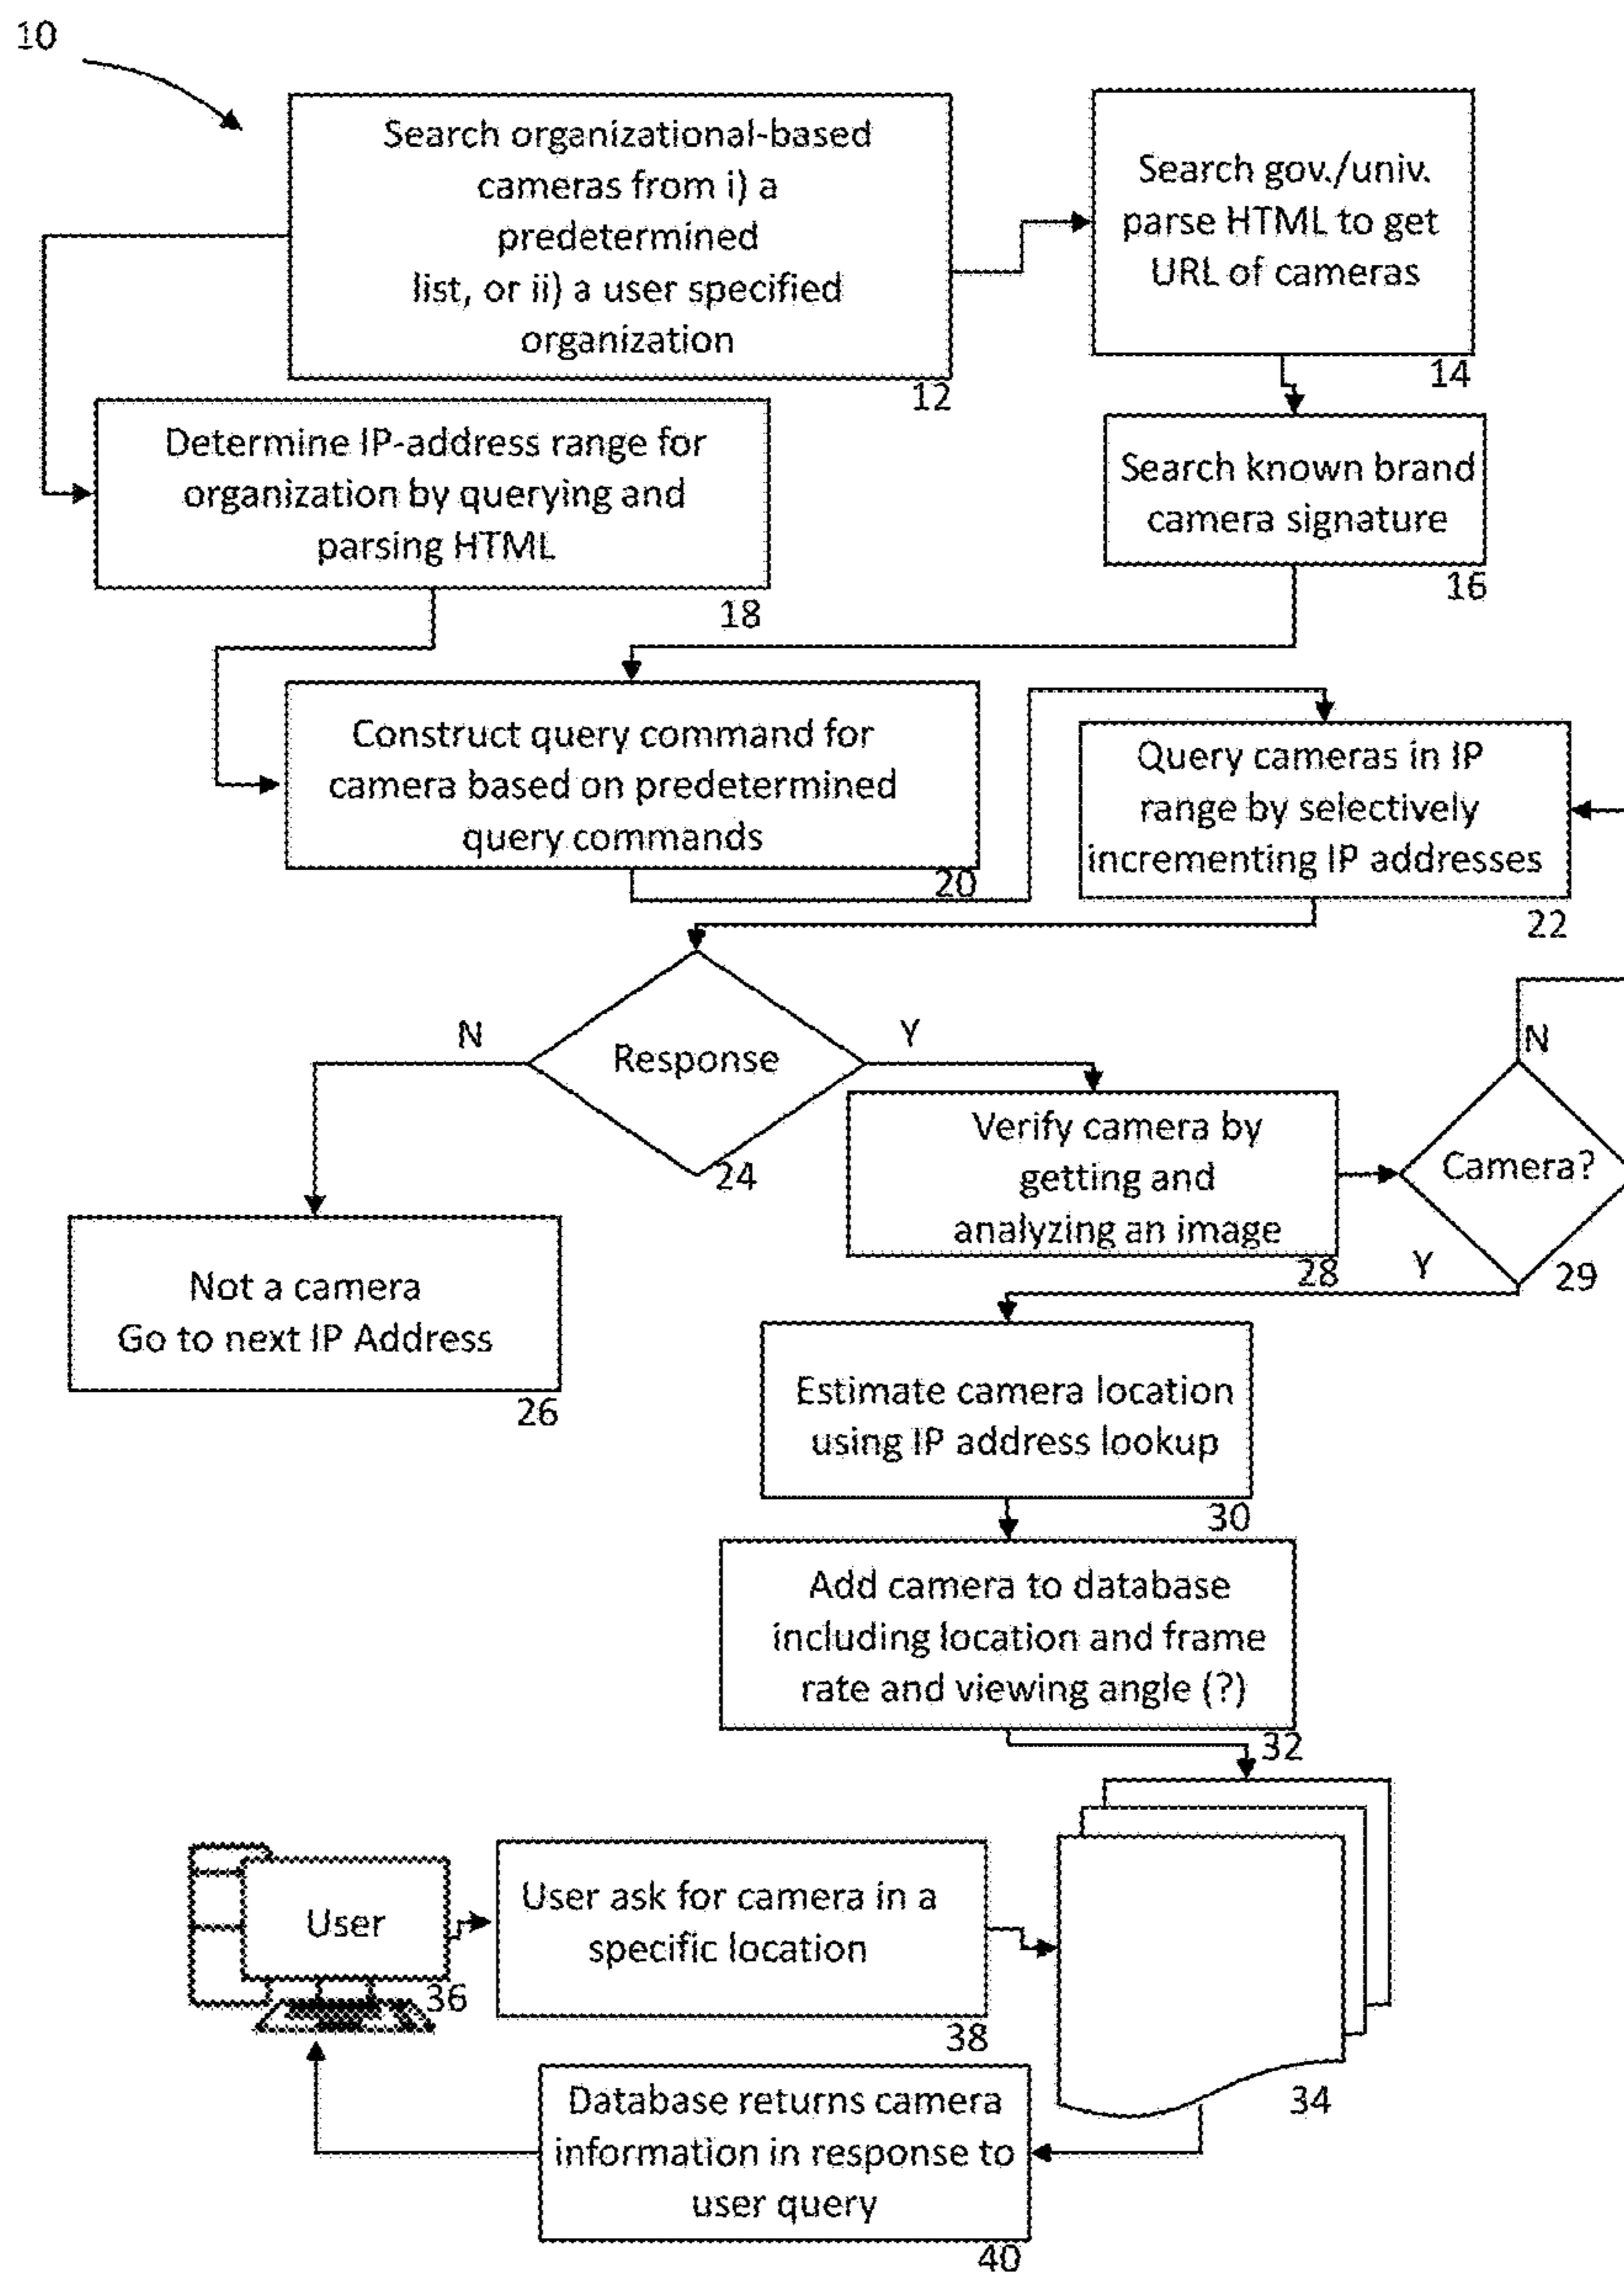 10
Search organizational-based
cameras from i) a
predetermined
list, or ii) a user specified
organization
12
Search gov./univ.
parse HTML to get
URL of cameras
14
Determine IP-address range for
organization by querying and
parsing HTML
18
Search known brand
camera signature
16
Construct query command for
camera based on predetermined
query commands
20
Query cameras in IP
range by selectively
incrementing IP addresses
22
Response
24
N
Y
Not a camera
Go to next IP Address
26
Verify camera by
getting and
analyzing an image
28
Camera?
29
N
Y
Estimate camera location
using IP address lookup
30
Add camera to database
including location and frame
rate and viewing angle (?)
32
User
36
User ask for camera in a
specific location
38
34
Database returns camera
information in response to
user query
40